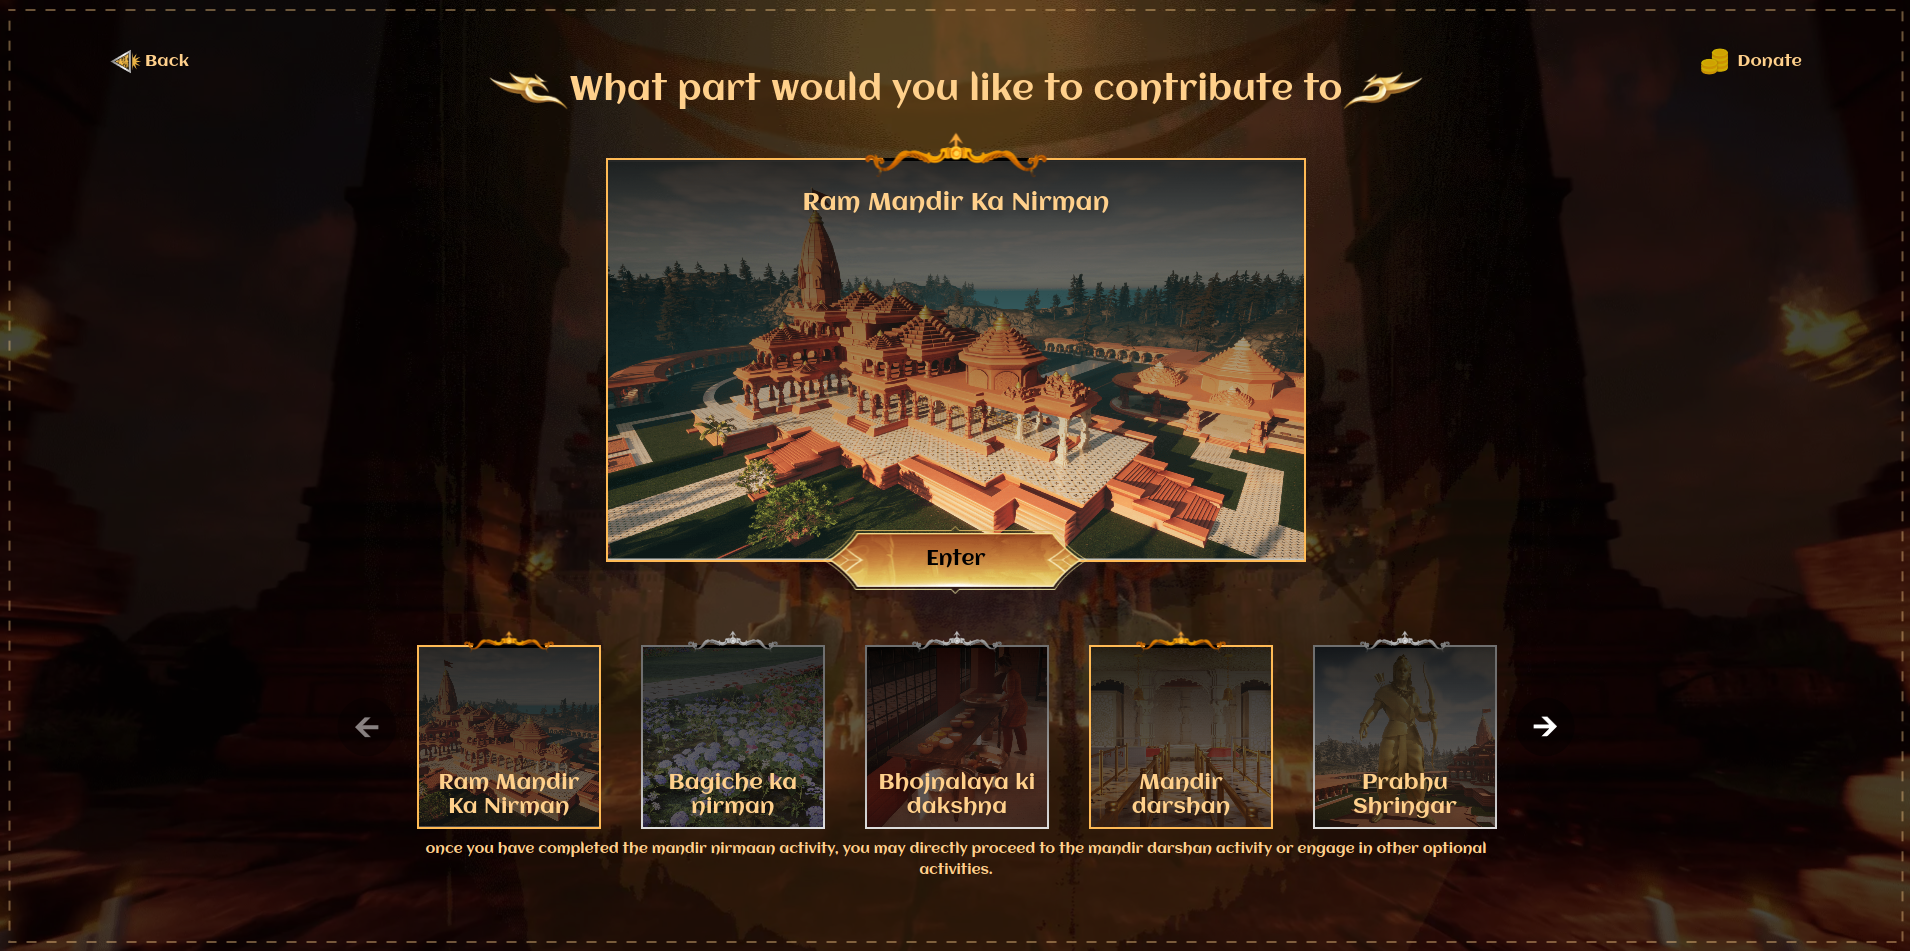 Back
Donate
What part would you like to contribute to
Ram Mandir Ka Nirman
Enter
Ram Mandir
Ka Nirman
Bagiche ka
nirman
Bhojnalaya ki
dakshna
Mandir
darshan
Prabhu
Shringar
once you have completed the mandir nirmaan activity, you may directly proceed to the mandir darshan activity or engage in other optional
activities.